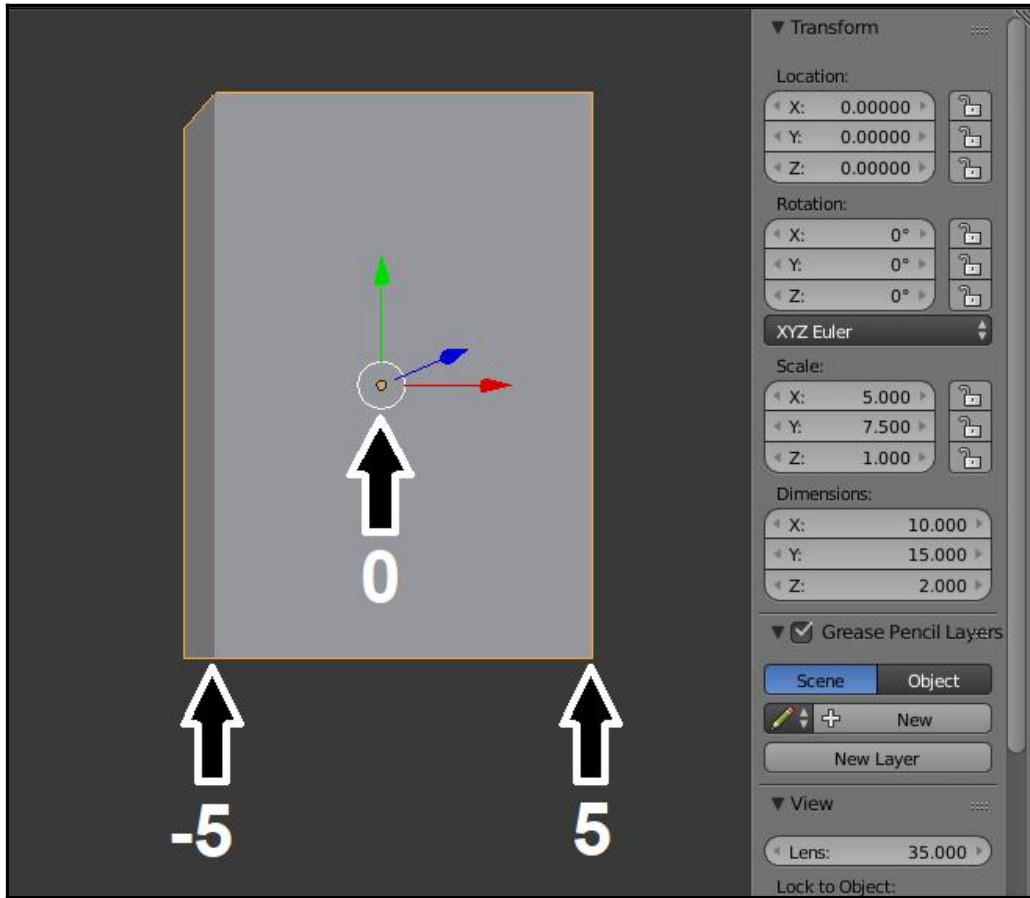 Transform
Location:
X: 0.00000
Y: 0.00000
Z: 0.00000
Rotation:
X: 0°
Y: 0°
Z: 0°
XYZ Euler
Scale:
X: 5.000
Y: 7.500
Z: 1.000
Dimensions:
X: 10.000
Y: 15.000
Z: 2.000
Grease Pencil Layers
Scene Object
New
New Layer
View
Lens: 35.000
Lock to Object:
0
-5 5